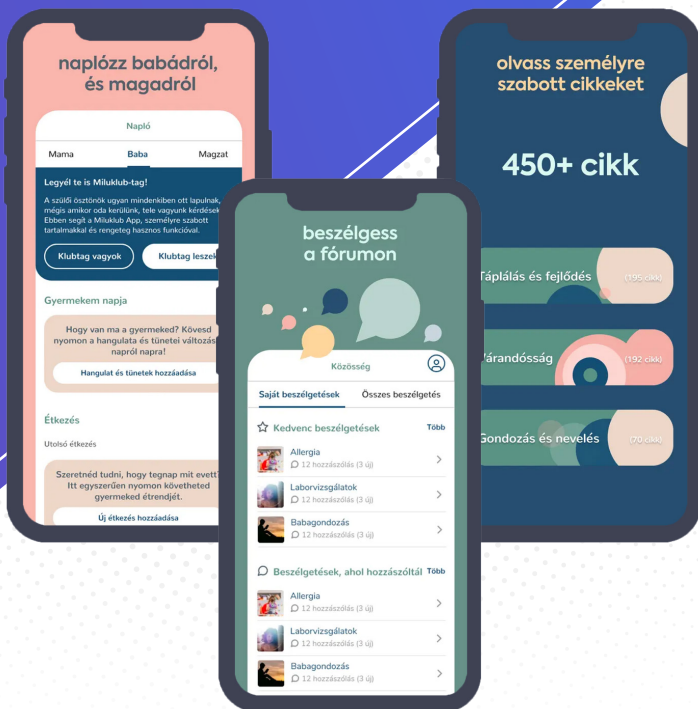 naplózz babádról,
és magadról
Napló
Mama Baba Magzat
Legyél te is Miluklub-tag!
A szülői ösztönök ugyan mindenkiben ott lapulnak,
mégis amikor oda kerülünk, tele vagyunk kérdések
Ebben segít a Miluklub App, személyre szabott
tartalmakkal és rengeteg hasznos funkcióval.
Klubtag vagyok Klubtag leszek
Gyermekem napja
Hogy van ma a gyermeked? Kövesd
nyomon a hangulata és tünetei változás
napról napra!
Hangulat és tünetek hozzáadása
Étkezés
Utolsó étkezés
Szeretnéd tudni, hogy tegnap mit evett?
Itt egyszerűen nyomon követheted
gyermeked étrendjét.
Új étkezés hozzáadása
beszélgess
a fórumon
Közösség
Saját beszélgetések Összes beszélgetés
Kedvenc beszélgetések Több
Allergia
12 hozzászólás (3 új)
Laborvizsgálatok
12 hozzászólás (3 új)
Babagondozás
12 hozzászólás (3 új)
Beszélgetések, ahol hozzászóltál Több
Allergia
12 hozzászólás (3 új)
Laborvizsgálatok
12 hozzászólás (3 új)
Babagondozás
12 hozzászólás (3 új)
olvass személyre
szabott cikkeket
450+ cikk
Táplálás és fejlődés (195 cikk)
Várandósság (192 cikk)
Gondozás és nevelés (70 cikk)